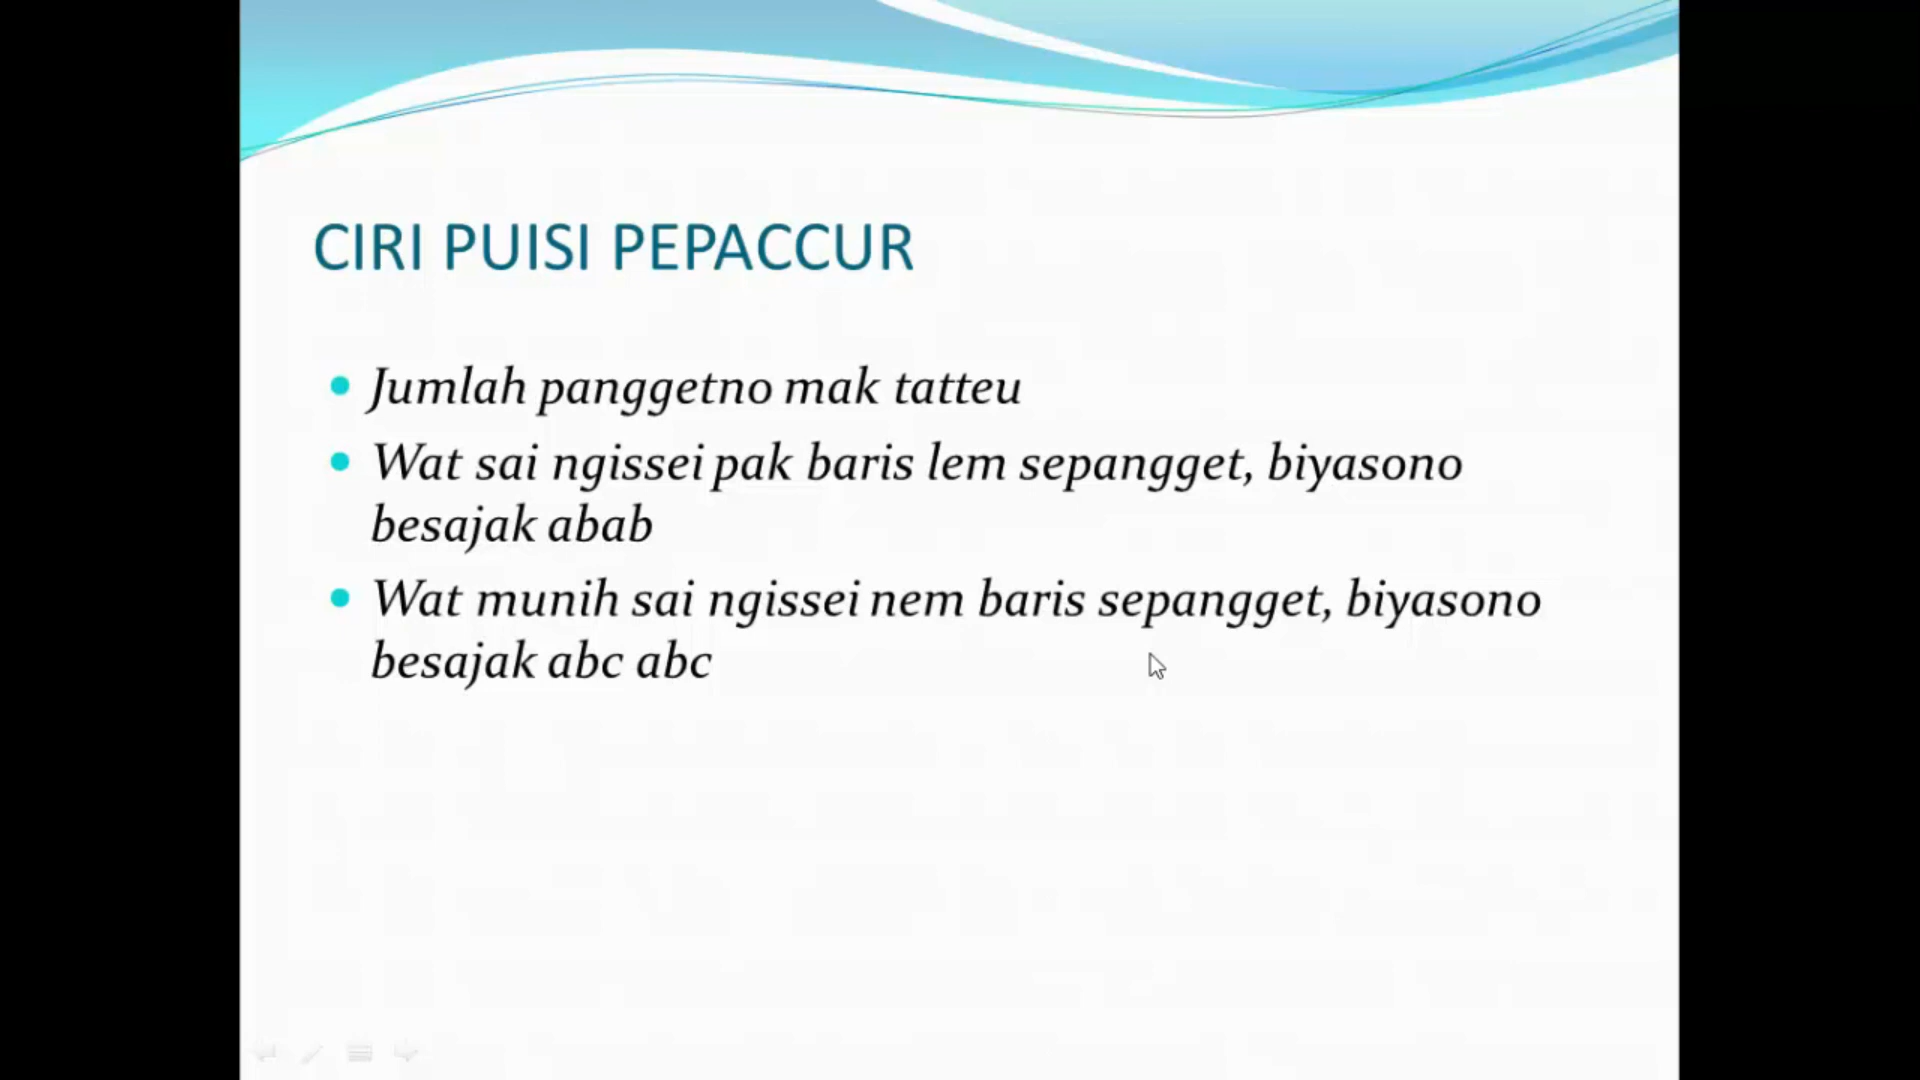 CIRI PUISI PEPACCUR
Jumlah panggetno mak tatteu
Wat sai ngissei pak baris lem sepangget, biyasono
besajak abab
Wat munih sai ngissei nem baris sepangget, biyasono
besajak abc abc